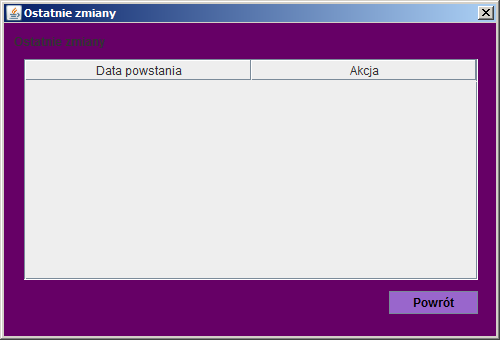 Ostatnie zmiany
Ostatnie zmiany :
Data powstania Akcja
Powrót